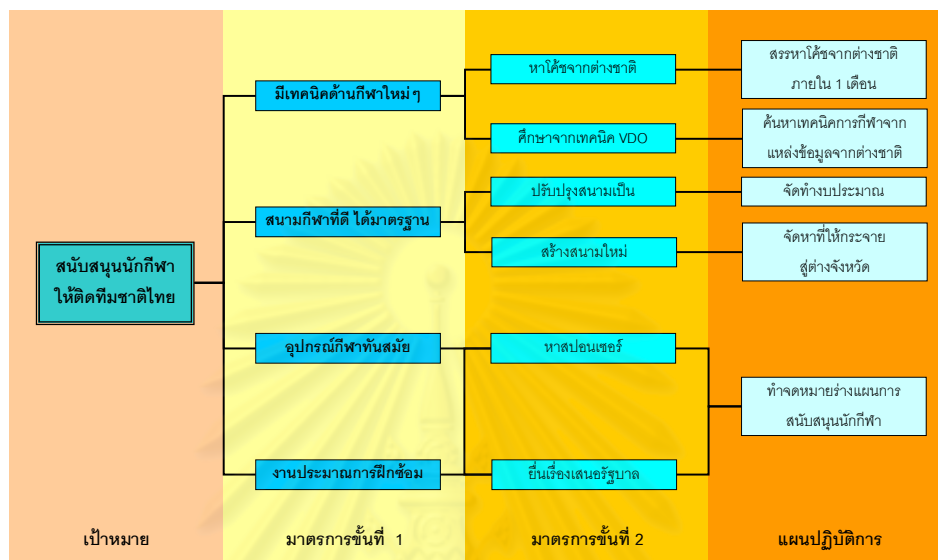 หาโค้ชจากต่างชาติ
สรรหาโค้ชจากต่างชาติ
ภายใน 1 เดือน
มีเทคนิคด้านกีฬาใหม่ๆ
ศึกษาจากเทคนิค VDO
ค้นหาเทคนิคการกีฬาจาก
แหล่งข้อมูลจากต่างชาติ
ปรับปรุงสนามเป็น
จัดทำงบประมาณ
สนามกีฬาที่ดี ได้มาตรฐาน
สร้างสนามใหม่
จัดหาที่ให้กระจาย
สู่ต่างจังหวัด
สนับสนุนนักกีฬา
ให้ติดทีมชาติไทย
อุปกรณ์กีฬาทันสมัย
หาสปอนเซอร์
ทำจดหมายร่างแผนการ
สนับสนุนนักกีฬา
งานประมาณการฝึกซ้อม
ยื่นเรื่องเสนอรัฐบาล
เป้าหมาย
มาตรการขั้นที่ 1
มาตรการขั้นที่ 2
แผนปฏิบัติการ